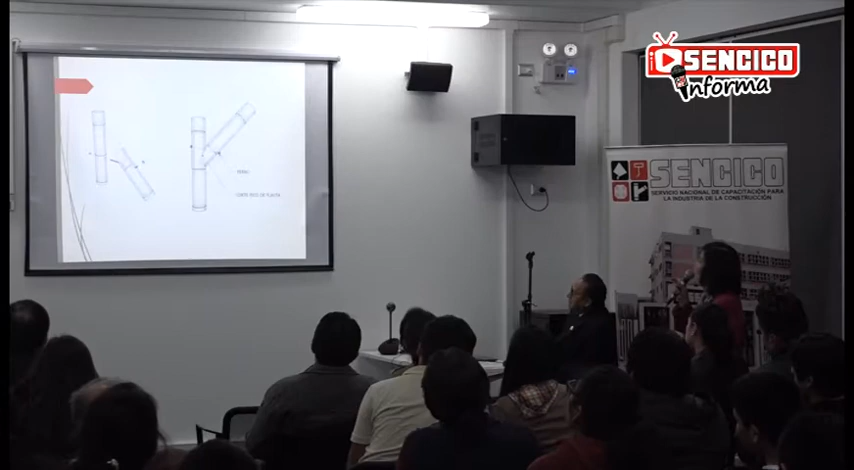 SENCICO
informa
SENCICO
SERVICIO NACIONAL DE CAPACITACIÓN PARA
LA INDUSTRIA DE LA CONSTRUCCIÓN